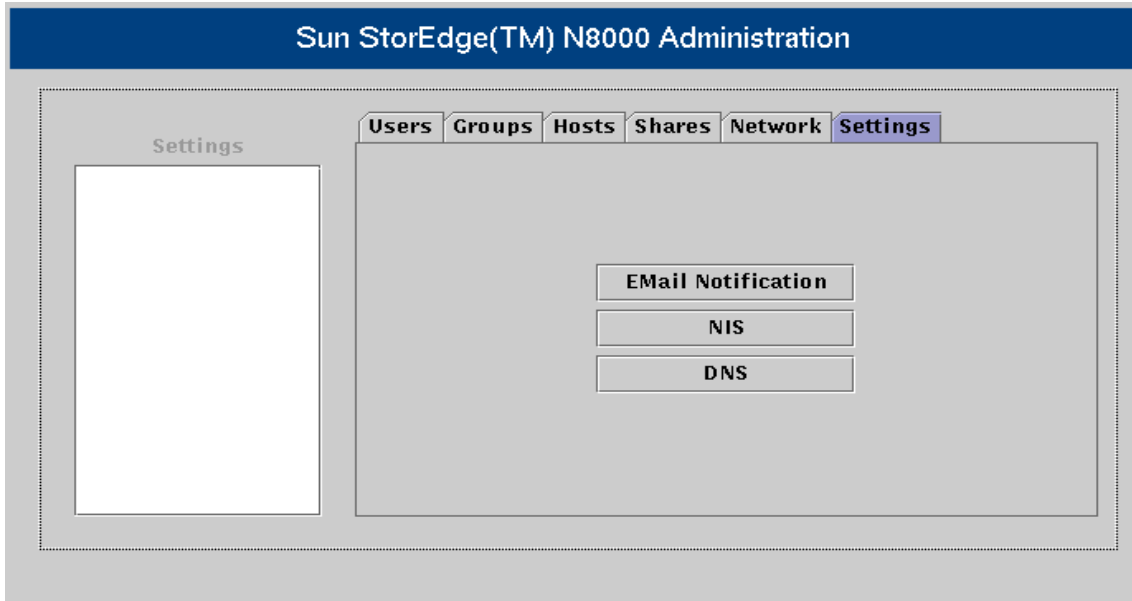 Sun StorEdge(TM) N8000 Administration
Settings
Users Groups Hosts Shares Network Settings
EMail Notification
NIS
DNS